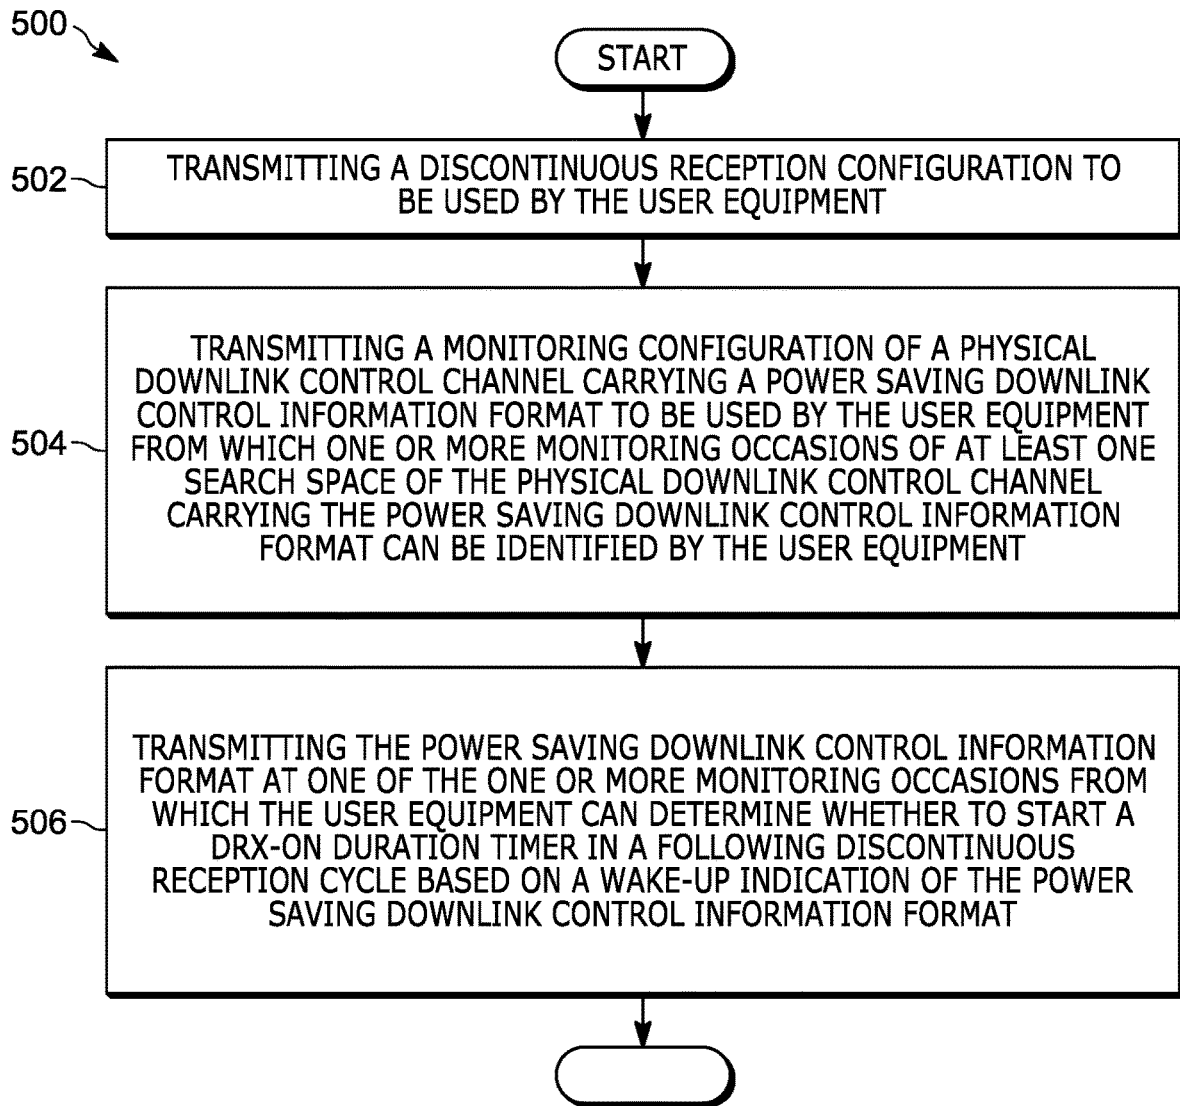 500
START
502
TRANSMITTING A DISCONTINUOUS RECEPTION CONFIGURATION TO
BE USED BY THE USER EQUIPMENT
504
TRANSMITTING A MONITORING CONFIGURATION OF A PHYSICAL
DOWNLINK CONTROL CHANNEL CARRYING A POWER SAVING DOWNLINK
CONTROL INFORMATION FORMAT TO BE USED BY THE USER EQUIPMENT
FROM WHICH ONE OR MORE MONITORING OCCASIONS OF AT LEAST ONE
SEARCH SPACE OF THE PHYSICAL DOWNLINK CONTROL CHANNEL
CARRYING THE POWER SAVING DOWNLINK CONTROL INFORMATION
FORMAT CAN BE IDENTIFIED BY THE USER EQUIPMENT
506
TRANSMITTING THE POWER SAVING DOWNLINK CONTROL INFORMATION
FORMAT AT ONE OF THE ONE OR MORE MONITORING OCCASIONS FROM
WHICH THE USER EQUIPMENT CAN DETERMINE WHETHER TO START A
DRX-ON DURATION TIMER IN A FOLLOWING DISCONTINUOUS
RECEPTION CYCLE BASED ON A WAKE-UP INDICATION OF THE POWER
SAVING DOWNLINK CONTROL INFORMATION FORMAT